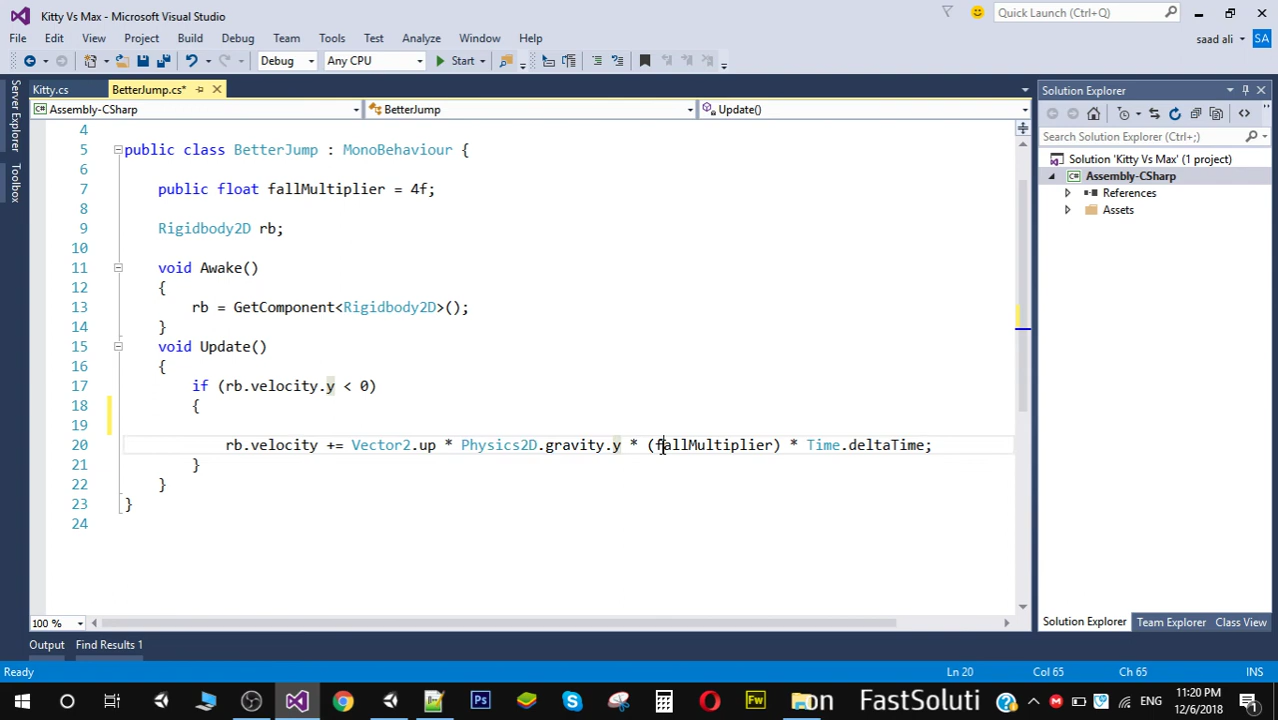 Kitty Vs Max - Microsoft Visual Studio
Quick Launch (Ctrl+Q)
File Edit View Project Build Debug Team Tools Test Analyze Window Help
saad ali SA
Debug Any CPU Start
Server Explorer
Toolbox
Kitty.cs BetterJump.cs*
Assembly-CSharp BetterJump Update()
4
5 public class BetterJump : MonoBehaviour {
6
7 public float fallMultiplier = 4f;
8
9 Rigidbody2D rb;
10
11 void Awake()
12 {
13 rb = GetComponent<Rigidbody2D>();
14 }
15 void Update()
16 {
17 if (rb.velocity.y < 0)
18 {
19
20 rb.velocity += Vector2.up * Physics2D.gravity.y * (fallMultiplier) * Time.deltaTime;
21 }
22 }
23 }
24
100 %
Solution Explorer
Search Solution Explorer (Ctrl+;)
Solution 'Kitty Vs Max' (1 project)
Assembly-CSharp
References
Assets
Solution Explorer Team Explorer Class View
Output Find Results 1
Ready Ln 20 Col 65 Ch 65 INS
Ps Fw on FastSoluti ENG 11:20 PM
12/6/2018